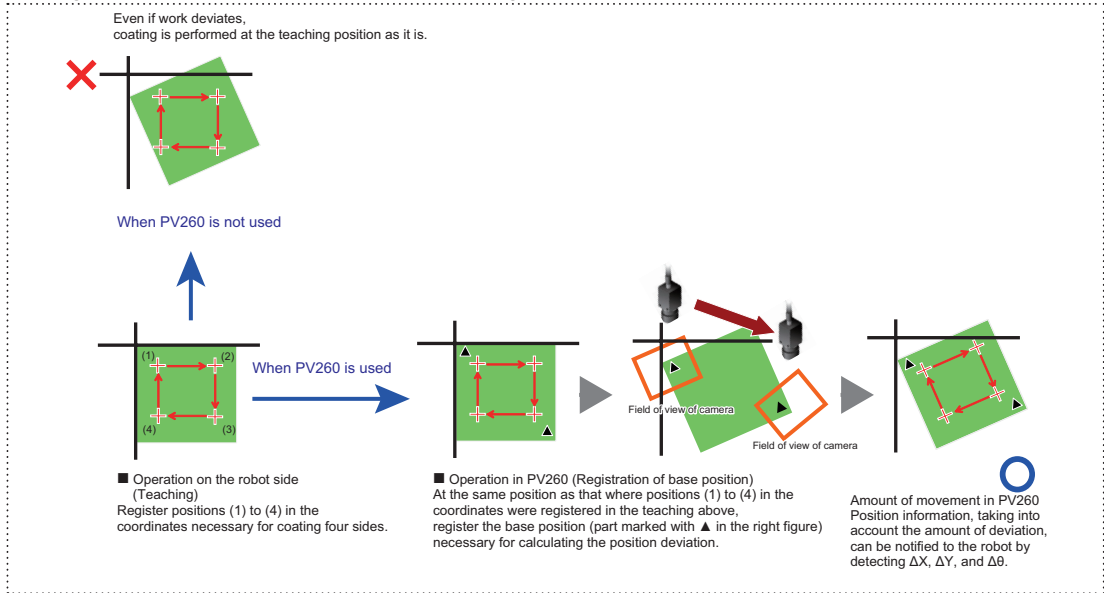 Even if work deviates,
coating is performed at the teaching position as it is.
When PV260 is not used
(1)
(2)
(4)
(3)
When PV260 is used
Field of view of camera
Field of view of camera
■ Operation on the robot side
(Teaching)
Register positions (1) to (4) in the
coordinates necessary for coating four sides.
■ Operation in PV260 (Registration of base position)
At the same position as that where positions (1) to (4) in the
coordinates were registered in the teaching above,
register the base position (part marked with ▲ in the right figure)
necessary for calculating the position deviation.
Amount of movement in PV260
Position information, taking into
account the amount of deviation,
can be notified to the robot by
detecting ΔX, ΔY, and Δθ.